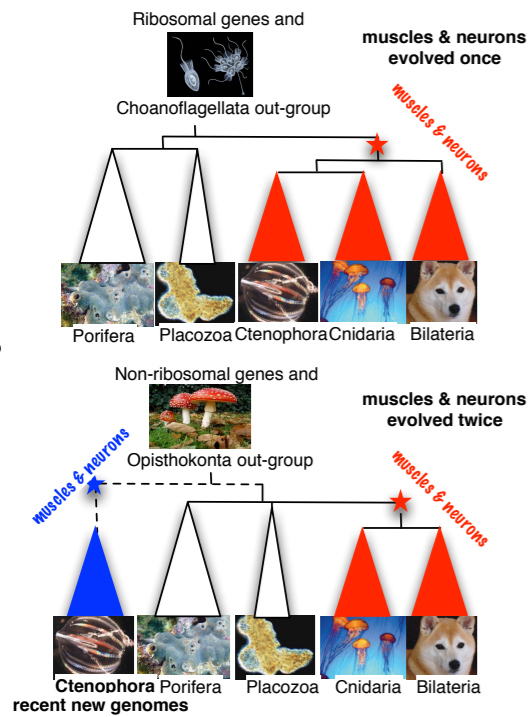 Ribosomal genes and
muscles & neurons
evolved once
Choanoflagellata out-group
muscles & neurons
Porifera
Placozoa
Ctenophora
Cnidaria
Bilateria
Non-ribosomal genes and
muscles & neurons
evolved twice
Opisthokonta out-group
muscles & neurons
muscles & neurons
Ctenophora
recent new genomes
Porifera
Placozoa
Cnidaria
Bilateria